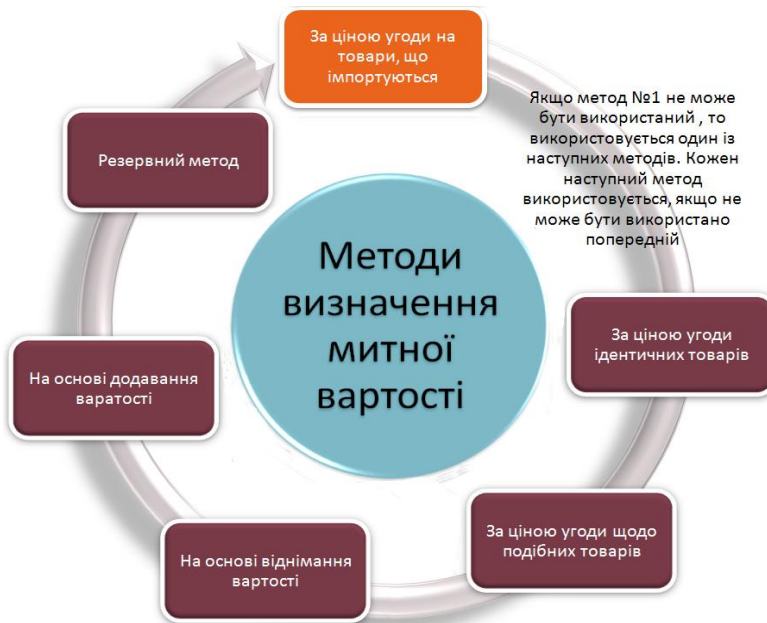 За ціною угоди на
товари, що
імпортуються
Якщо метод №1 не може
бути використаний , то
використовується один із
наступних методів. Кожен
наступний метод
використовується, якщо не
може бути використано
попередній
Резервний метод
Методи
визначення
митної
вартості
За ціною угоди
ідентичних товарів
На основі додавання
варатості
За ціною угоди щодо
подібних товарів
На основі віднімання
вартості